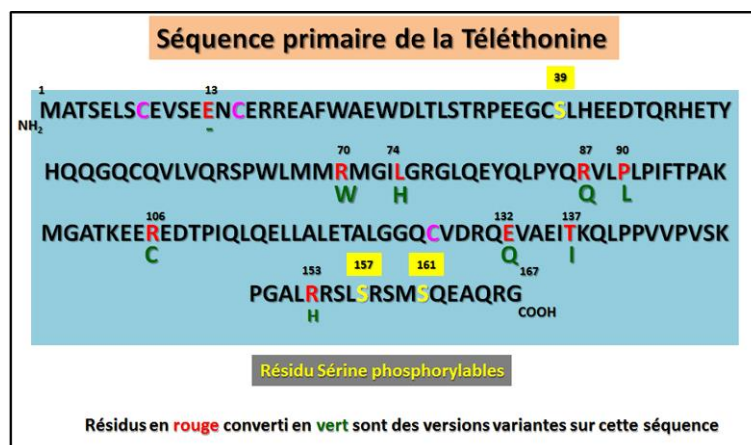 Séquence primaire de la Téléthonine
39
1 13
NH2 MATSELSCEVSEENCERREAFWAEWDLTLSTRPEEGCSLHEEDTQRHETY
-
70 74 87 90
HQQGQCQVLVQRSPWLMMRMGILGRGLQEYQLPYQRVLPLPIFTPAK
W H Q L
106 132 137
MGATKEEREDTPIQLQELLALETALGGQCVDRQEVAEITKQLPPVVPVSK
C Q I
153 157 161 167
PGALRRSLSRSMSQEAQRG
COOH
H
Résidu Sérine phosphorylables
Résidus en rouge converti en vert sont des versions variantes sur cette séquence